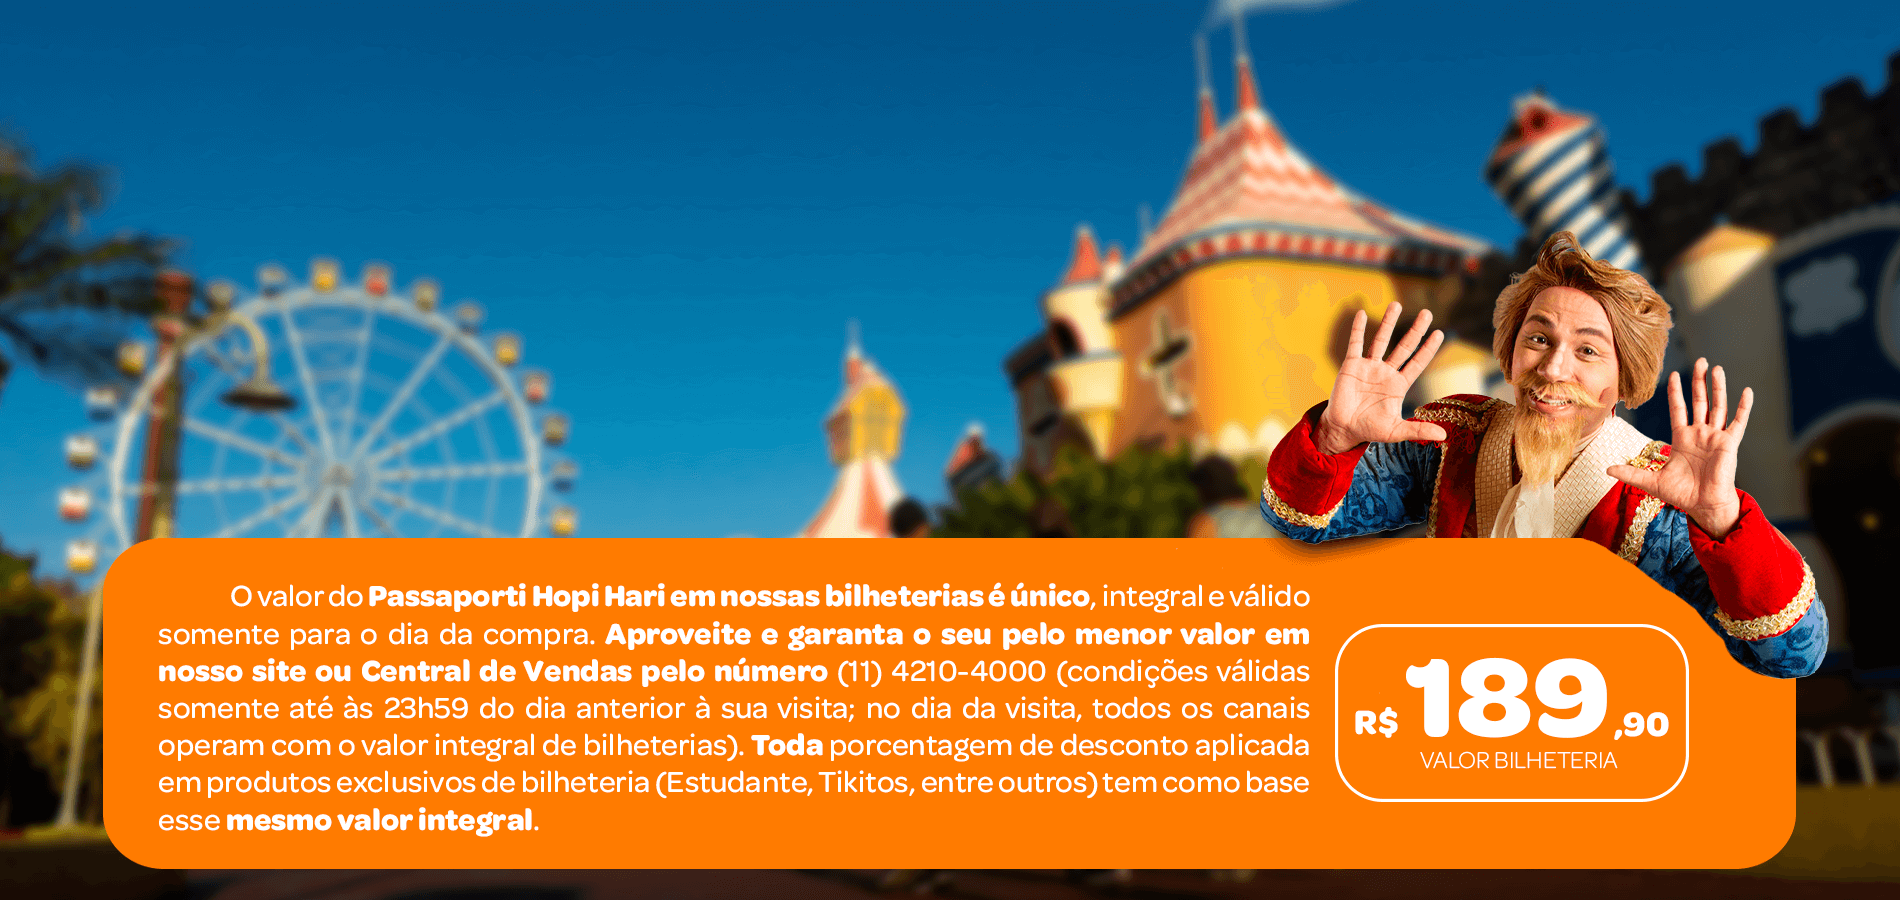 O valor do Passaporti Hopi Hari em nossas bilheterias é único, integral e válido
somente para o dia da compra. Aproveite e garanta o seu pelo menor valor em
nosso site ou Central de Vendas pelo número (11) 4210-4000 (condições válidas
somente até às 23h59 do dia anterior à sua visita; no dia da visita, todos os canais
operam com o valor integral de bilheterias). Toda porcentagem de desconto aplicada
em produtos exclusivos de bilheteria (Estudante, Tikitos, entre outros) tem como base
esse mesmo valor integral.
R$ 189,90
VALOR BILHETERIA